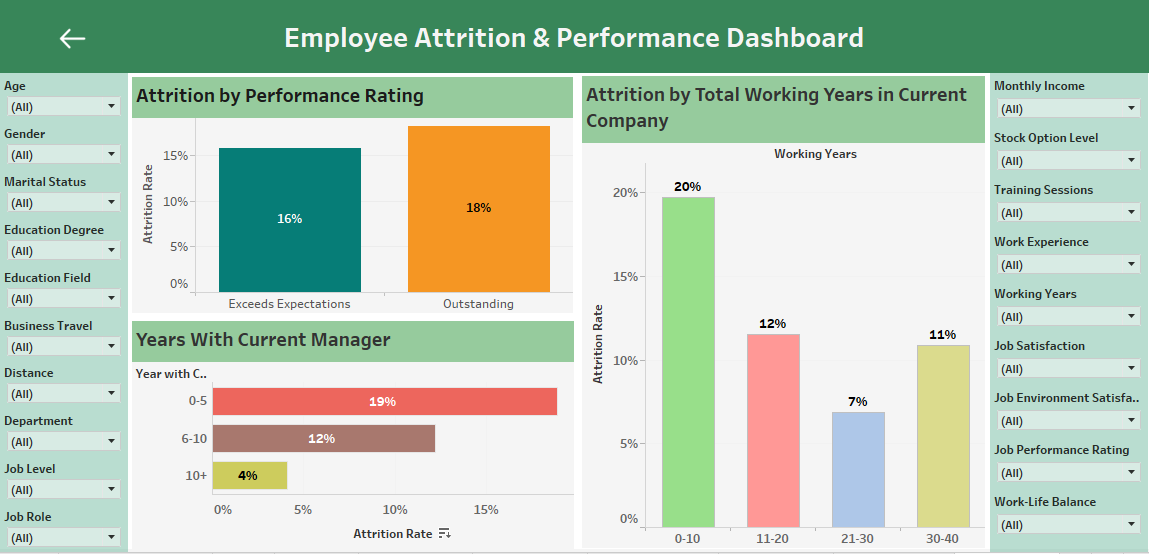 Employee Attrition & Performance Dashboard
Age
(All)
Gender
(All)
Marital Status
(All)
Education Degree
(All)
Education Field
(All)
Business Travel
(All)
Distance
(All)
Department
(All)
Job Level
(All)
Job Role
(All)
Attrition by Performance Rating
Attrition Rate
15%
10%
5%
0%
16%
18%
Exceeds Expectations
Outstanding
Years With Current Manager
Year with C..
0-5
19%
6-10
12%
10+
4%
0%
5%
10%
15%
Attrition Rate
Attrition by Total Working Years in Current
Company
Working Years
Attrition Rate
20%
15%
10%
5%
0%
20%
12%
7%
11%
0-10
11-20
21-30
30-40
Monthly Income
(All)
Stock Option Level
(All)
Training Sessions
(All)
Work Experience
(All)
Working Years
(All)
Job Satisfaction
(All)
Job Environment Satisfa..
(All)
Job Performance Rating
(All)
Work-Life Balance
(All)